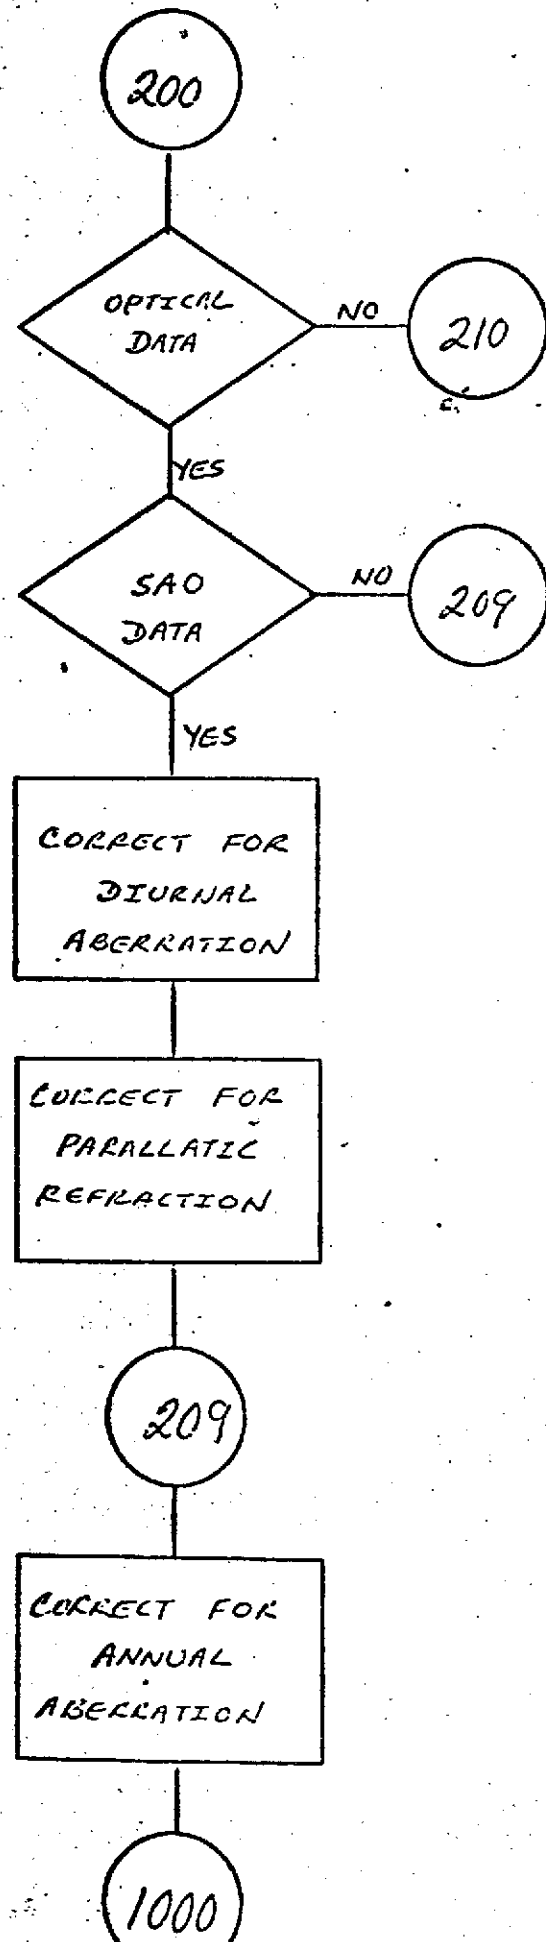 200
OPTICAL
DATA
NO
210
YES
SAO
DATA
NO
209
YES
CORRECT FOR
DIURNAL
ABERRATION
CORRECT FOR
PARALLATIC
REFRACTION
209
CORRECT FOR
ANNUAL
ABERRATION
1000